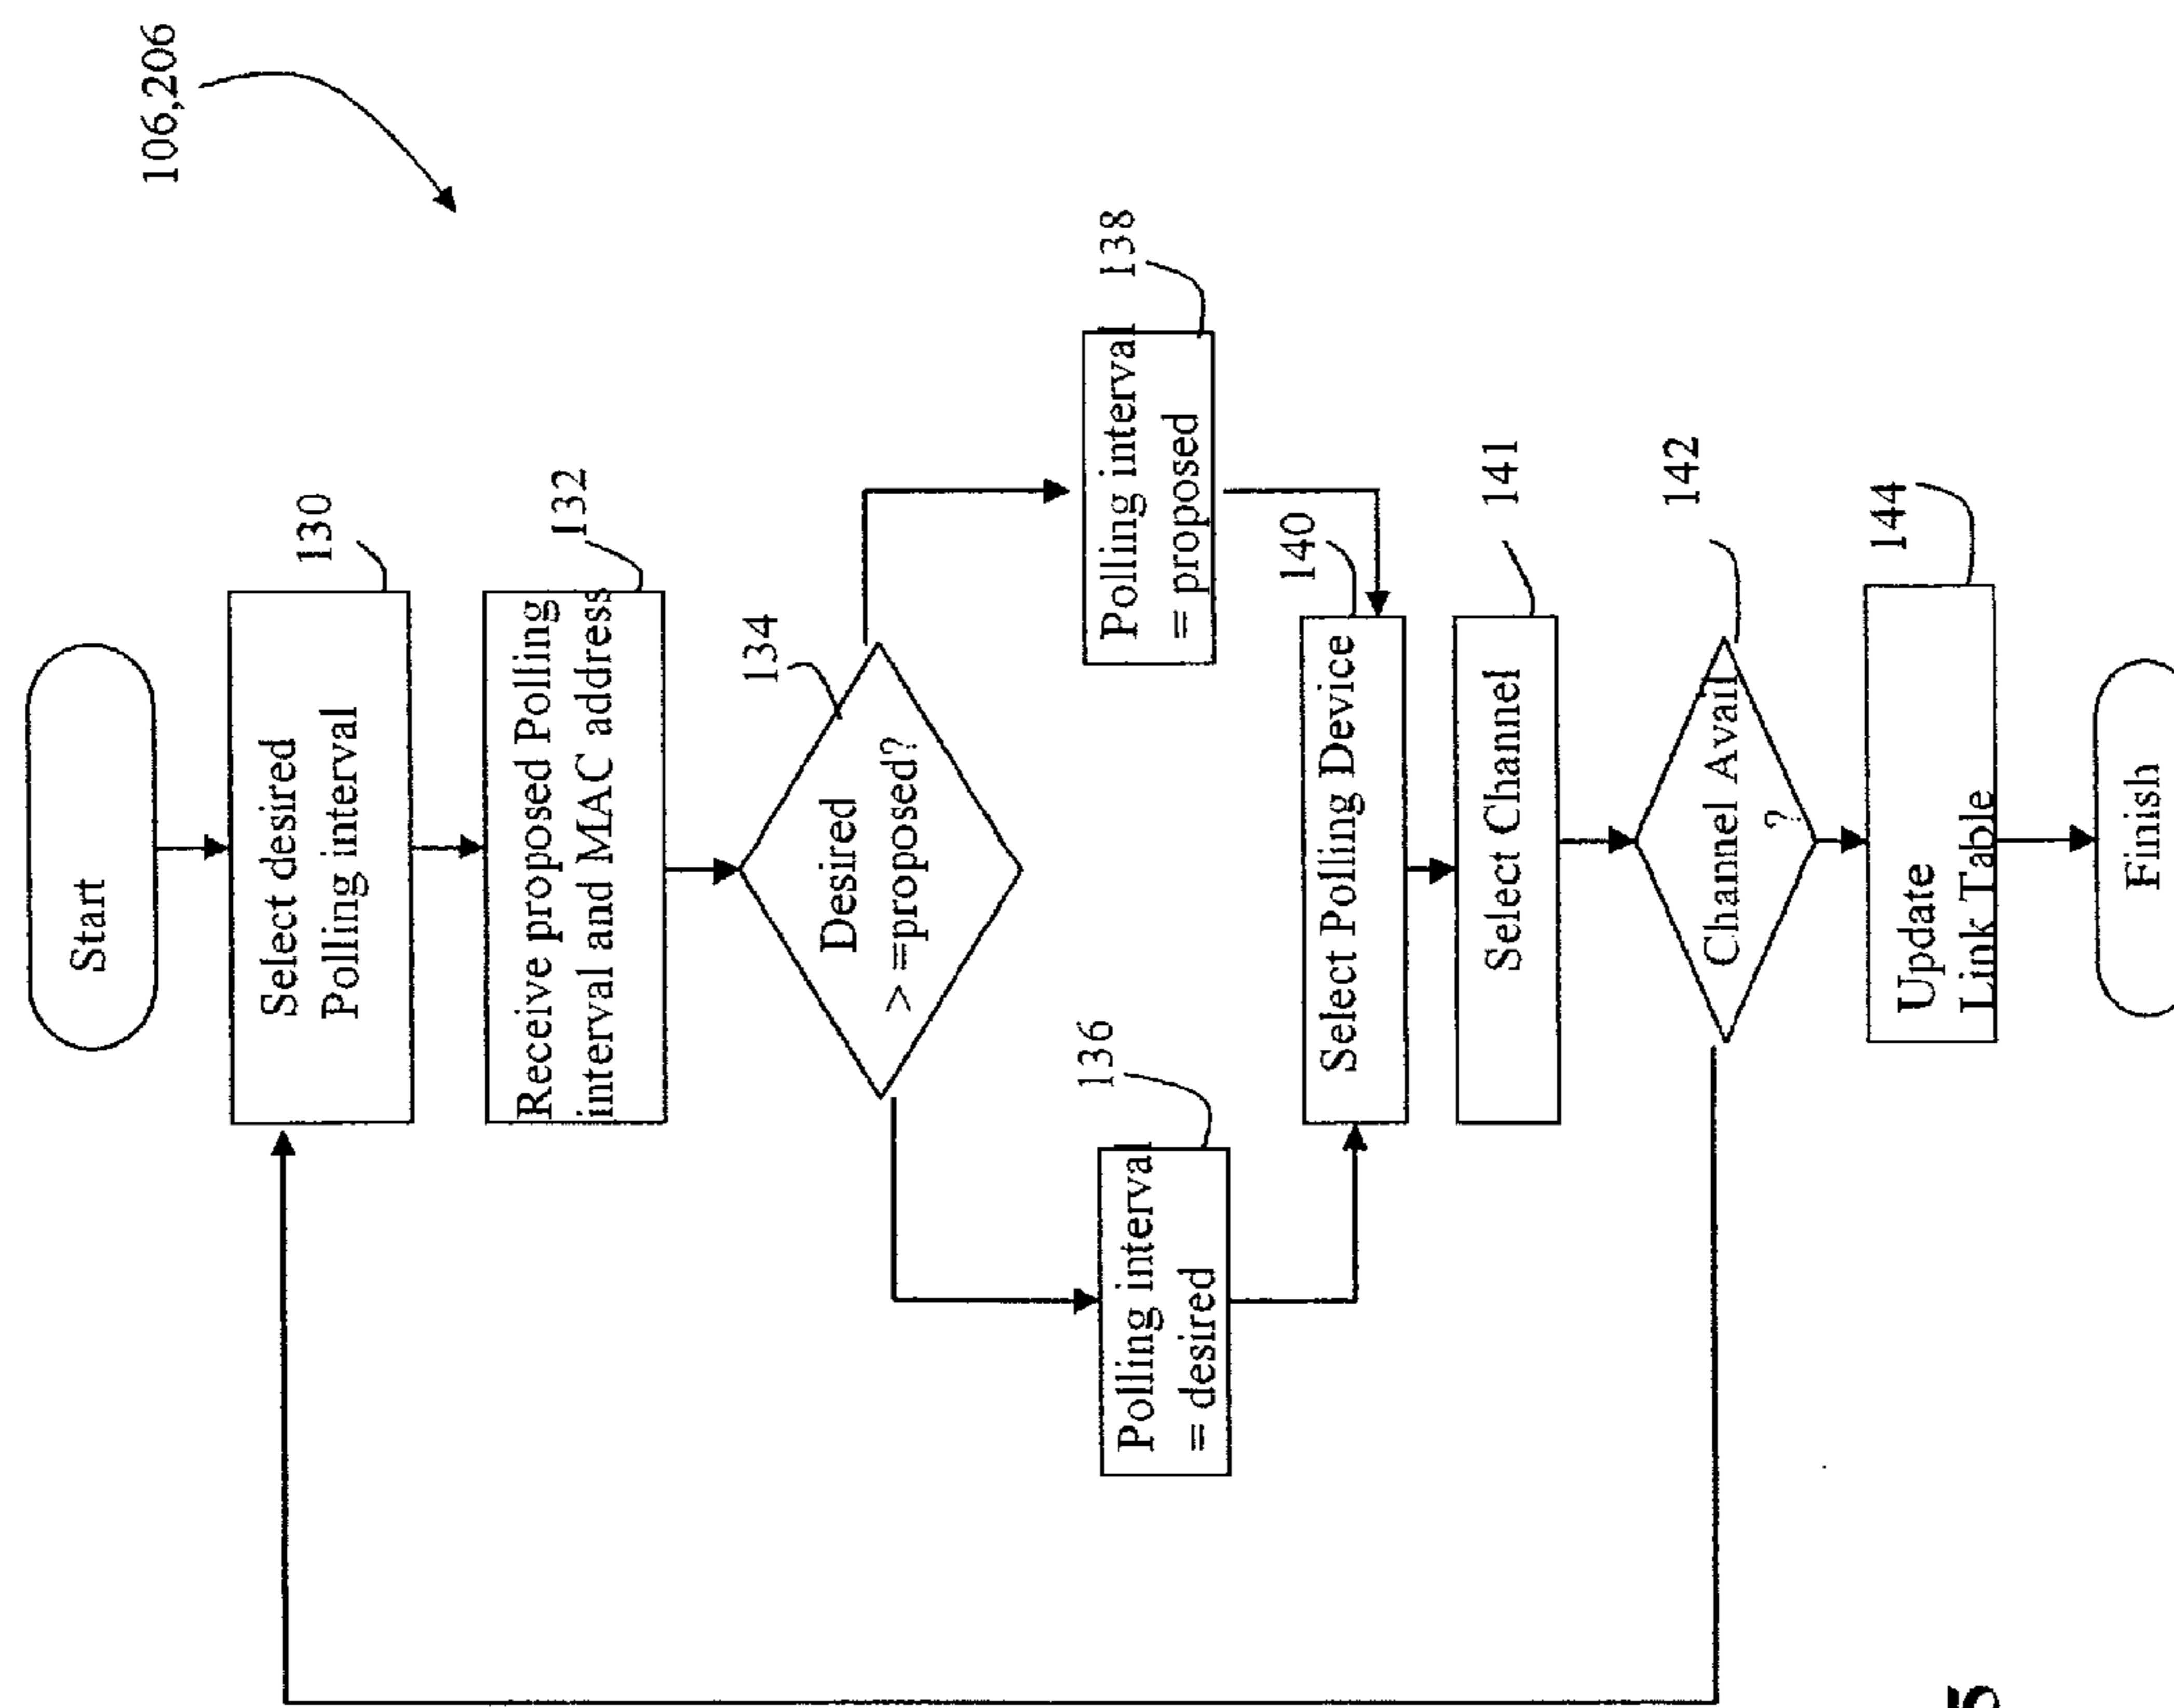 106,206
Start
Select desired
Polling interval
130
Receive proposed Polling
interval and MAC address
132
134
Desired
> =proposed?
136
Polling interval
= desired
138
Polling interval
= proposed
140
Select Polling Device
141
Select Channel
142
Channel Avail
?
144
Update
Link Table
Finish
5